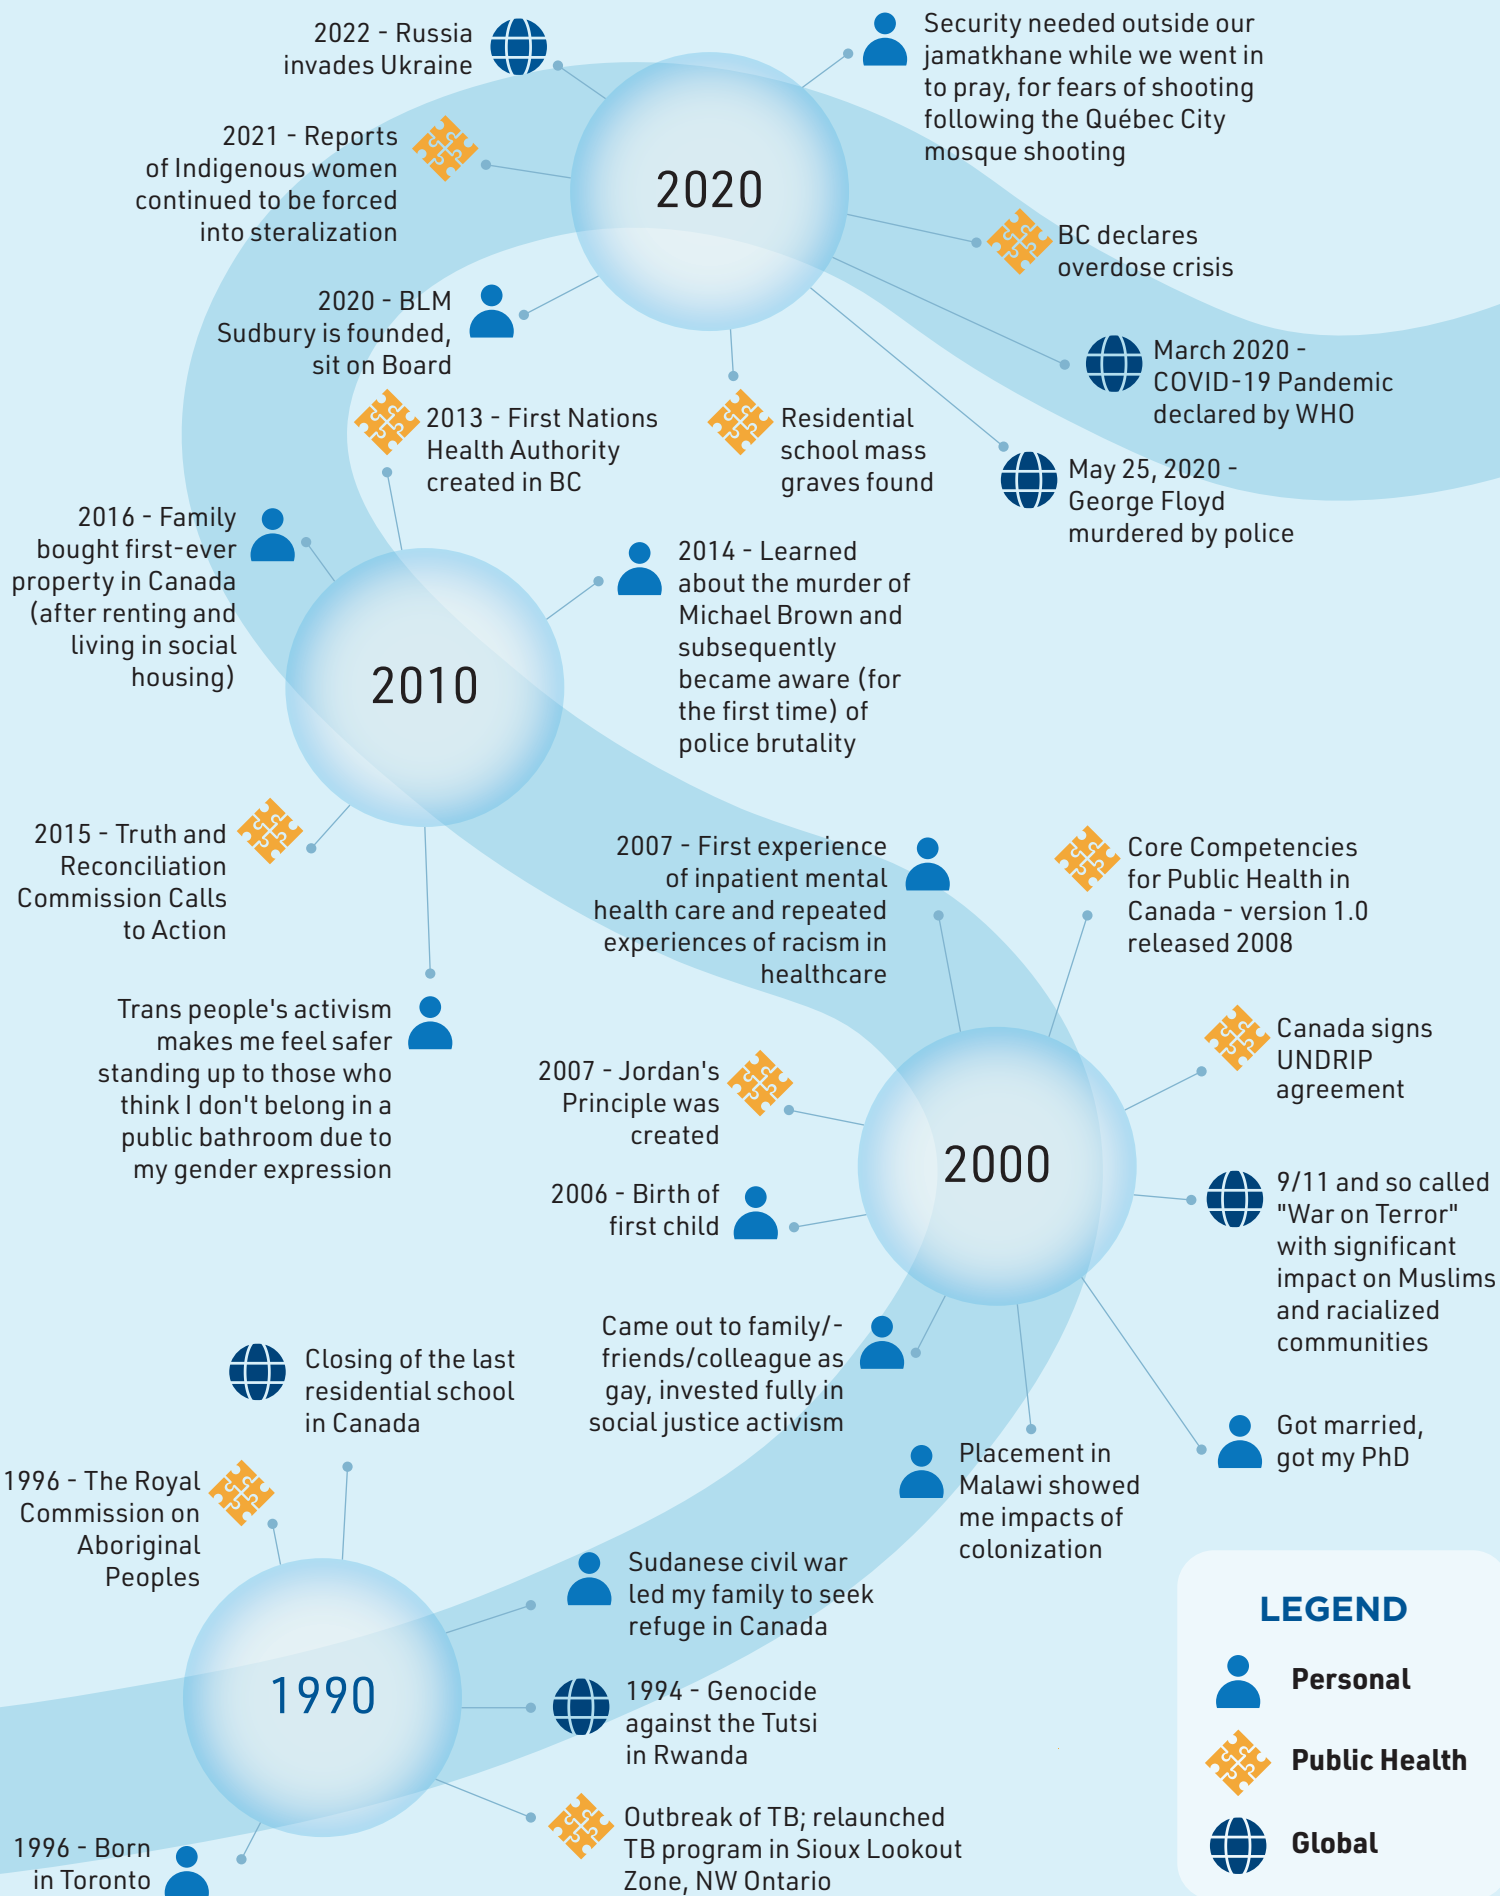 2022 - Russia
invades Ukraine
Security needed outside our
jamatkhane while we went in
to pray, for fears of shooting
following the Québec City
mosque shooting
2021 - Reports
of Indigenous women
continued to be forced
into steralization
2020
BC declares
overdose crisis
2020 - BLM
Sudbury is founded,
sit on Board
March 2020 -
COVID-19 Pandemic
declared by WHO
2013 - First Nations
Health Authority
created in BC
Residential
school mass
graves found
May 25, 2020 -
George Floyd
murdered by police
2016 - Family
bought first-ever
property in Canada
(after renting and
living in social
housing)
2014 - Learned
about the murder of
Michael Brown and
subsequently
became aware (for
the first time) of
police brutality
2010
2015 - Truth and
Reconciliation
Commission Calls
to Action
2007 - First experience
of inpatient mental
health care and repeated
experiences of racism in
healthcare
Core Competencies
for Public Health in
Canada - version 1.0
released 2008
Trans people's activism
makes me feel safer
standing up to those who
think I don't belong in a
public bathroom due to
my gender expression
Canada signs
UNDRIP
agreement
2007 - Jordan's
Principle was
created
2000
2006 - Birth of
first child
9/11 and so called
"War on Terror"
with significant
impact on Muslims
and racialized
communities
Came out to family/-
friends/colleague as
gay, invested fully in
social justice activism
Closing of the last
residential school
in Canada
Got married,
got my PhD
Placement in
Malawi showed
me impacts of
colonization
1996 - The Royal
Commission on
Aboriginal
Peoples
Sudanese civil war
led my family to seek
refuge in Canada
1990
1994 - Genocide
against the Tutsi
in Rwanda
Outbreak of TB; relaunched
TB program in Sioux Lookout
Zone, NW Ontario
1996 - Born
in Toronto
LEGEND
Personal
Public Health
Global